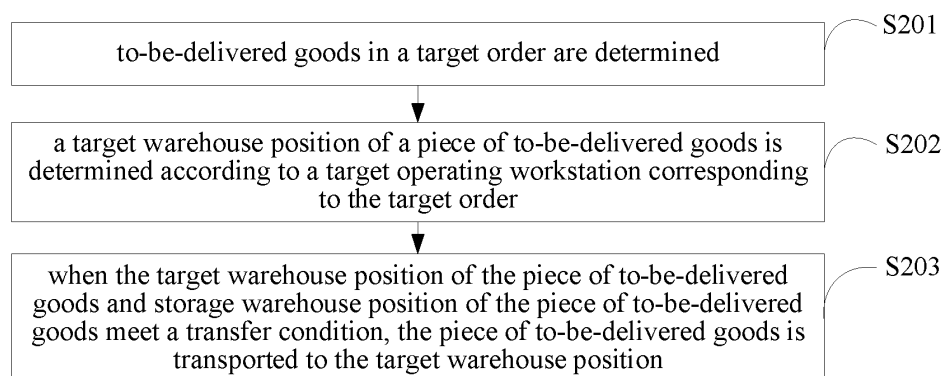 to-be-delivered goods in a target order are determined
S201
a target warehouse position of a piece of to-be-delivered goods is
determined according to a target operating workstation corresponding
to the target order
S202
when the target warehouse position of the piece of to-be-delivered
goods and storage warehouse position of the piece of to-be-delivered
goods meet a transfer condition, the piece of to-be-delivered goods is
transported to the target warehouse position
S203